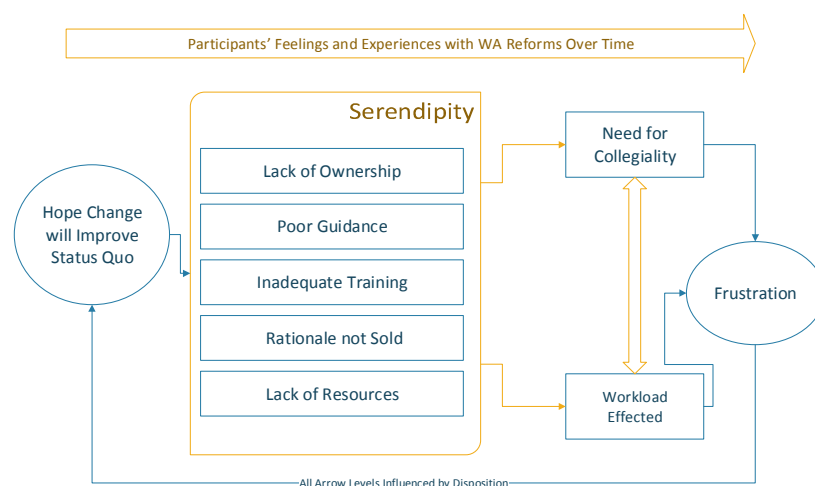 Participants' Feelings and Experiences with WA Reforms Over Time
Serendipity
Lack of Ownership
Poor Guidance
Inadequate Training
Rationale not Sold
Lack of Resources
Hope Change
will Improve
Status Quo
Need for
Collegiality
Workload
Effected
Frustration
All Arrow Levels Influenced by Disposition